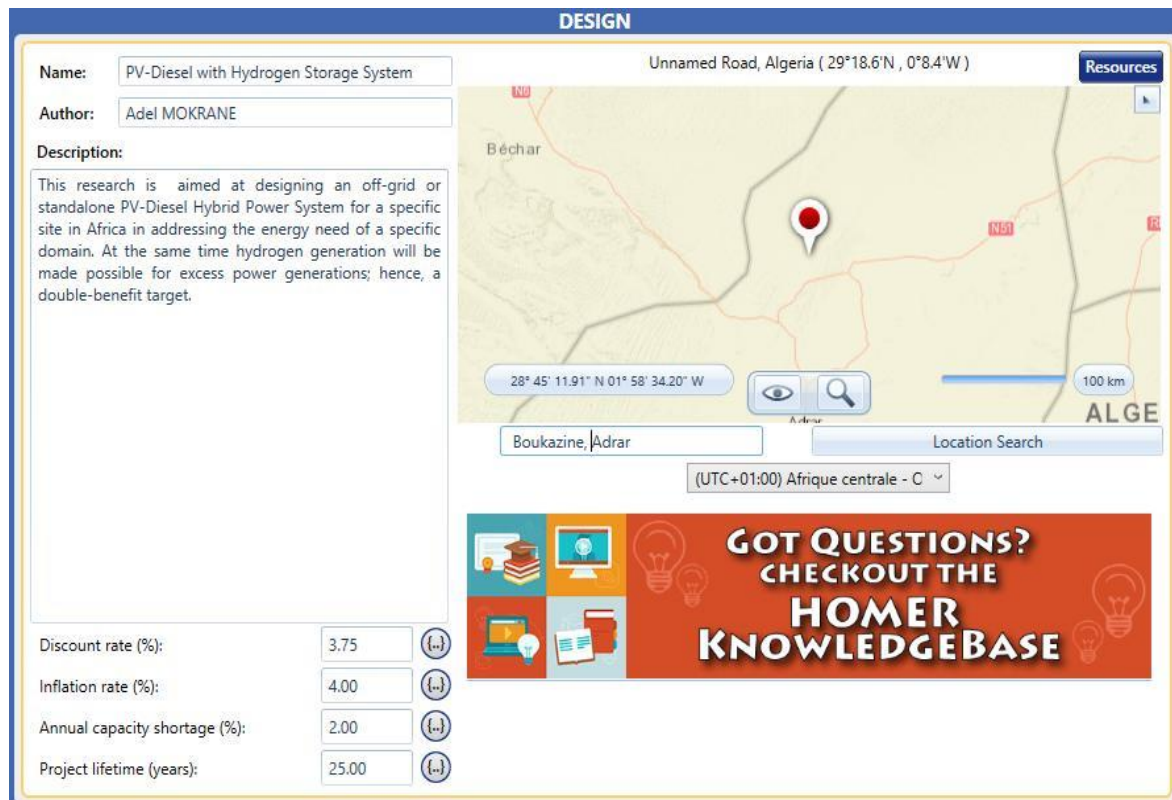 DESIGN
Name:
PV-Diesel with Hydrogen Storage System
Author:
Adel MOKRANE
Description:
This research is aimed at designing an off-grid or
standalone PV-Diesel Hybrid Power System for a specific
site in Africa in addressing the energy need of a specific
domain. At the same time hydrogen generation will be
made possible for excess power generations; hence, a
double-benefit target.
Discount rate (%):
3.75
{..}
Inflation rate (%):
4.00
{..}
Annual capacity shortage (%):
2.00
{..}
Project lifetime (years):
25.00
{..}
Unnamed Road, Algeria ( 29°18.6'N , 0°8.4'W )
Resources
N6
Béchar
N51
28° 45' 11.91" N 01° 58' 34.20" W
100 km
Adrar
ALGE
Boukazine, Adrar
Location Search
(UTC+01:00) Afrique centrale - O
GOT QUESTIONS?
CHECKOUT THE
HOMER
KNOWLEDGEBASE